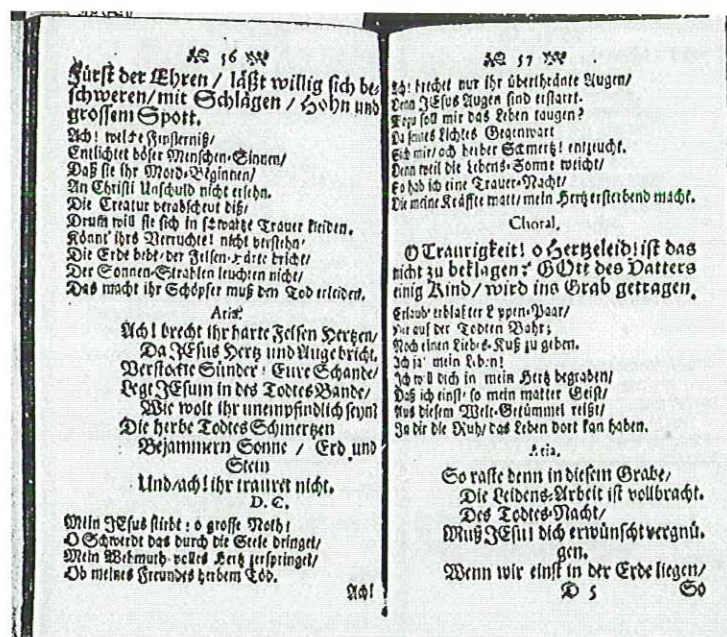 56
Fürst der Ehren / läßt willig sich be-
schweren/mit Schlägen / Hohn und
grossem Spott.
Ach! welche Finsterniß/
Entlichtet böser Menschen-Sinnen/
Daß sie ihr Mord-Beginnen/
An Christi Unschuld nicht ersehn.
Die Creatur verabscheut diß/
Drum will sie sich in schwartze Trauer kleiden.
Könnt ihrs Verruchte! nicht verstehn/
Die Erde bebt/der Felsen-Härte bricht/
Der Sonnen-Strahlen leuchten nicht/
Das macht ihr Schöpfer muß den Tod erleiden.
Aria.
Ach! brecht ihr harte Felsen Hertzen/
Da JEsus Hertz und Auge bricht.
Verstockte Sünder! Eure Schande/
Legt JEsum in des Todtes Bande/
Wie wolt ihr unempfindlich seyn?
Die herbe Todtes Schmertzen
Bejammern Sonne / Erd und
Stein
Und/ach! ihr trauret nicht.
D. C.
Mein JEsus stirbt! ô grosse Noth!
O Schwerdt das durch die Seele dringet/
Mein Wehmuth-volles Hertz zerspringet/
Ob meines Freundes herbem Tod.
Ach!
57
Ach! brechet nur ihr überthränte Augen/
Denn JEsus Augen sind erstarrt.
Wozu soll mir das Leben taugen?
Da seines Lichtes Gegenwart
Sich mir/ach herber Schmertz! entzeucht.
Denn weil die Lebens-Sonne weicht/
So hab ich eine Trauer-Nacht/
Die meine Kräffte matt/mein Hertz ersterbend macht.
Choral.
O Traurigkeit! o Hertzeleid! ist das
nicht zu beklagen? GOtt des Vatters
einig Kind/ wird ins Grab getragen.
Erlaub' erblaßter Lippen-Paar/
Hie auf der Todten Bahr;
Noch einen Liebes-Kuß zu geben.
Ich ja! mein Leben!
Ich will dich in mein Hertz begraben/
Daß ich einst/ so mein matter Geist/
Aus diesem Welt-Getümmel reißt/
In dir die Ruh/ das Leben dort kan haben.
Aria.
So raste denn in diesem Grabe/
Die Leidens-Arbeit ist vollbracht.
Des Todtes-Nacht/
Muß JEsu! dich erwünscht vergnü-
gen.
Wenn wir einst in der Erde liegen/
D 5 So